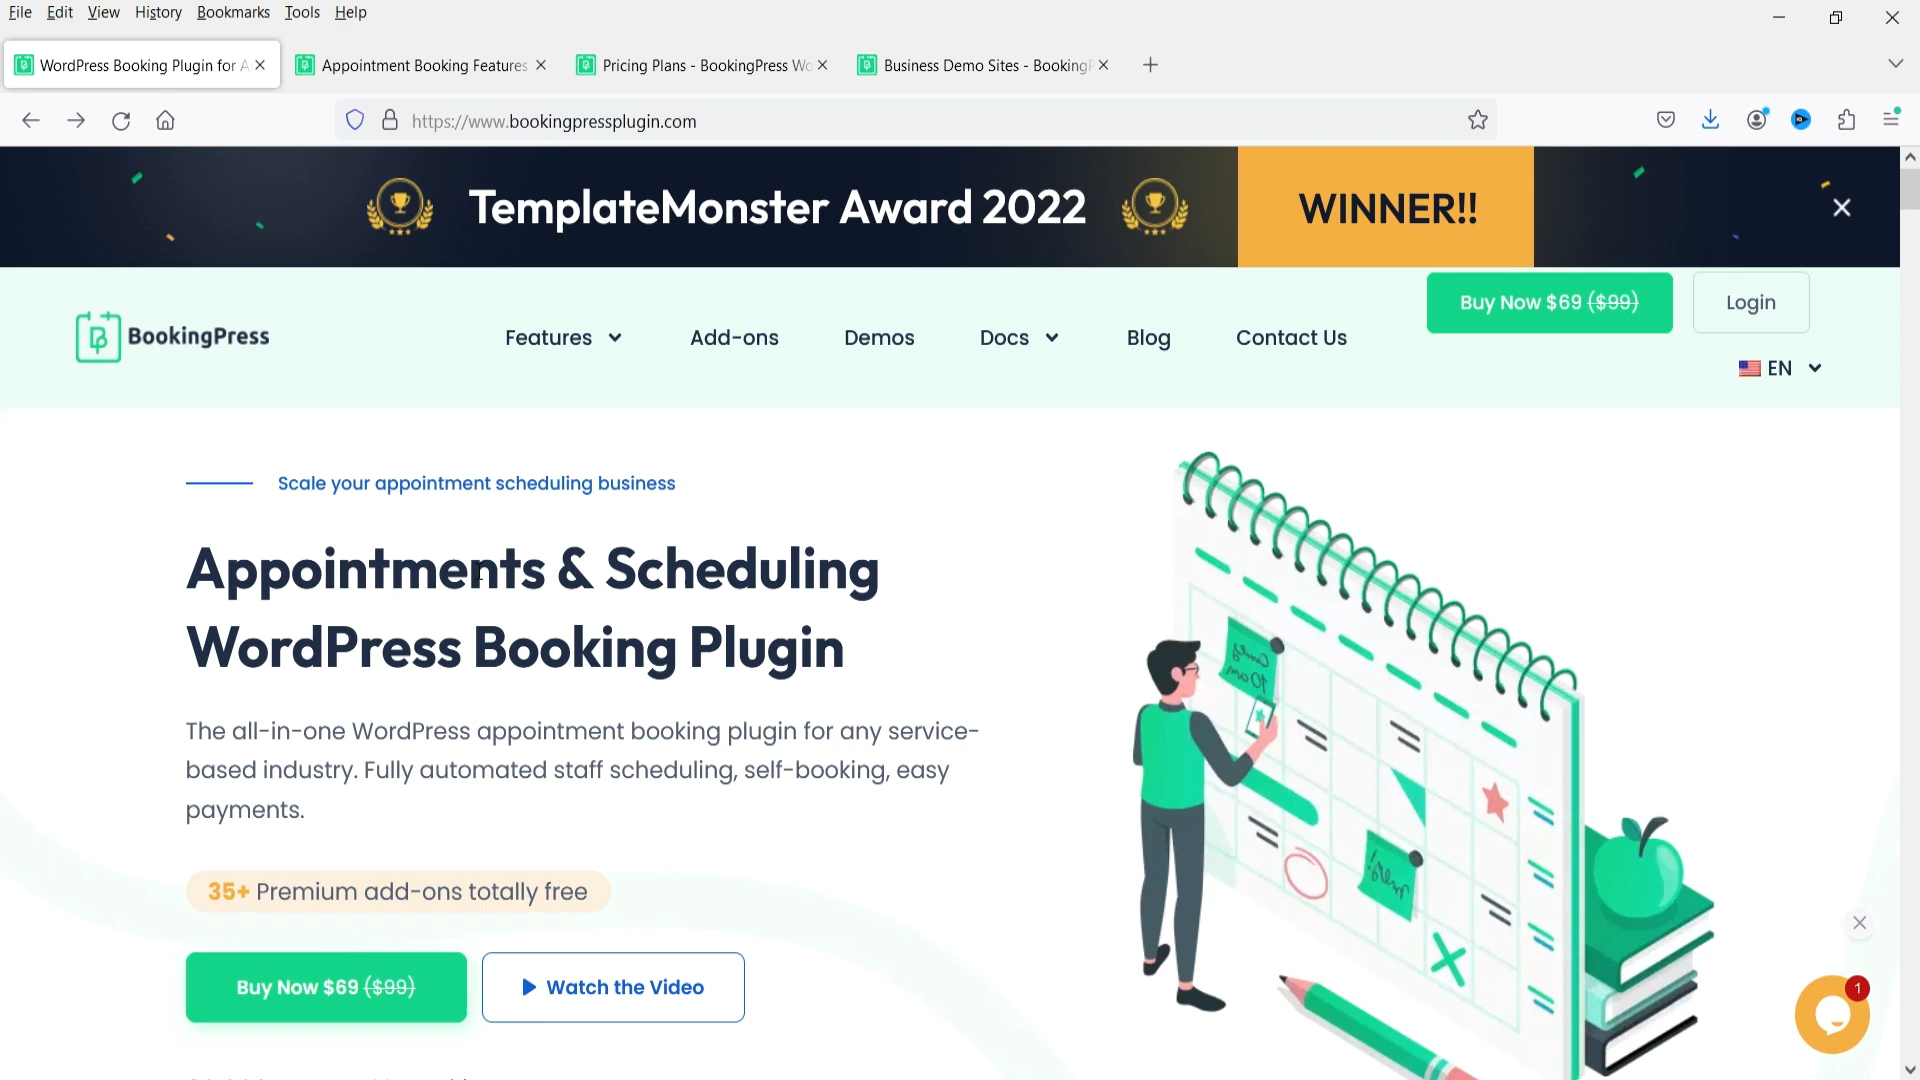 File Edit View History Bookmarks Tools Help
WordPress Booking Plugin for A
Appointment Booking Features
Pricing Plans - BookingPress Wo
Business Demo Sites - BookingP
https://www.bookingpressplugin.com
TemplateMonster Award 2022
WINNER!!
BookingPress
Features
Add-ons
Demos
Docs
Blog
Contact Us
Buy Now $69 ($99)
Login
EN
Scale your appointment scheduling business
Appointments & Scheduling
WordPress Booking Plugin
The all-in-one WordPress appointment booking plugin for any service-
based industry. Fully automated staff scheduling, self-booking, easy
payments.
35+ Premium add-ons totally free
Buy Now $69 ($99)
Watch the Video
1